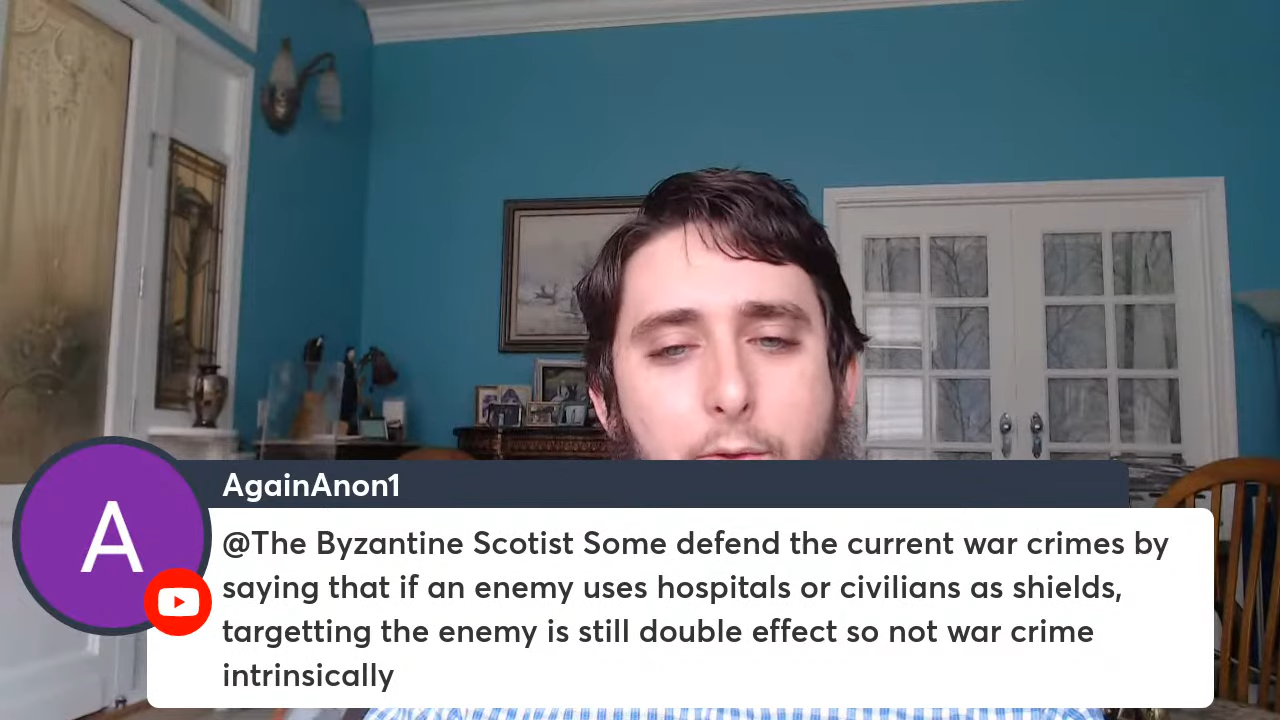 AgainAnon1
@The Byzantine Scotist Some defend the current war crimes by
saying that if an enemy uses hospitals or civilians as shields,
targetting the enemy is still double effect so not war crime
intrinsically
A